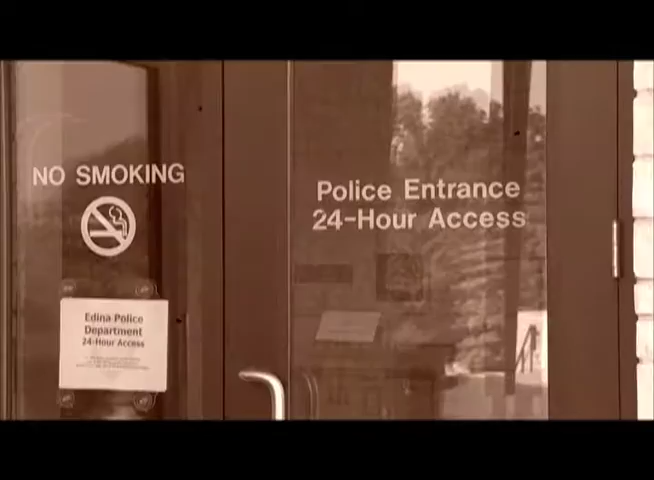 NO SMOKING
Police Entrance
24-Hour Access
Edina Police
Department
24-Hour Access